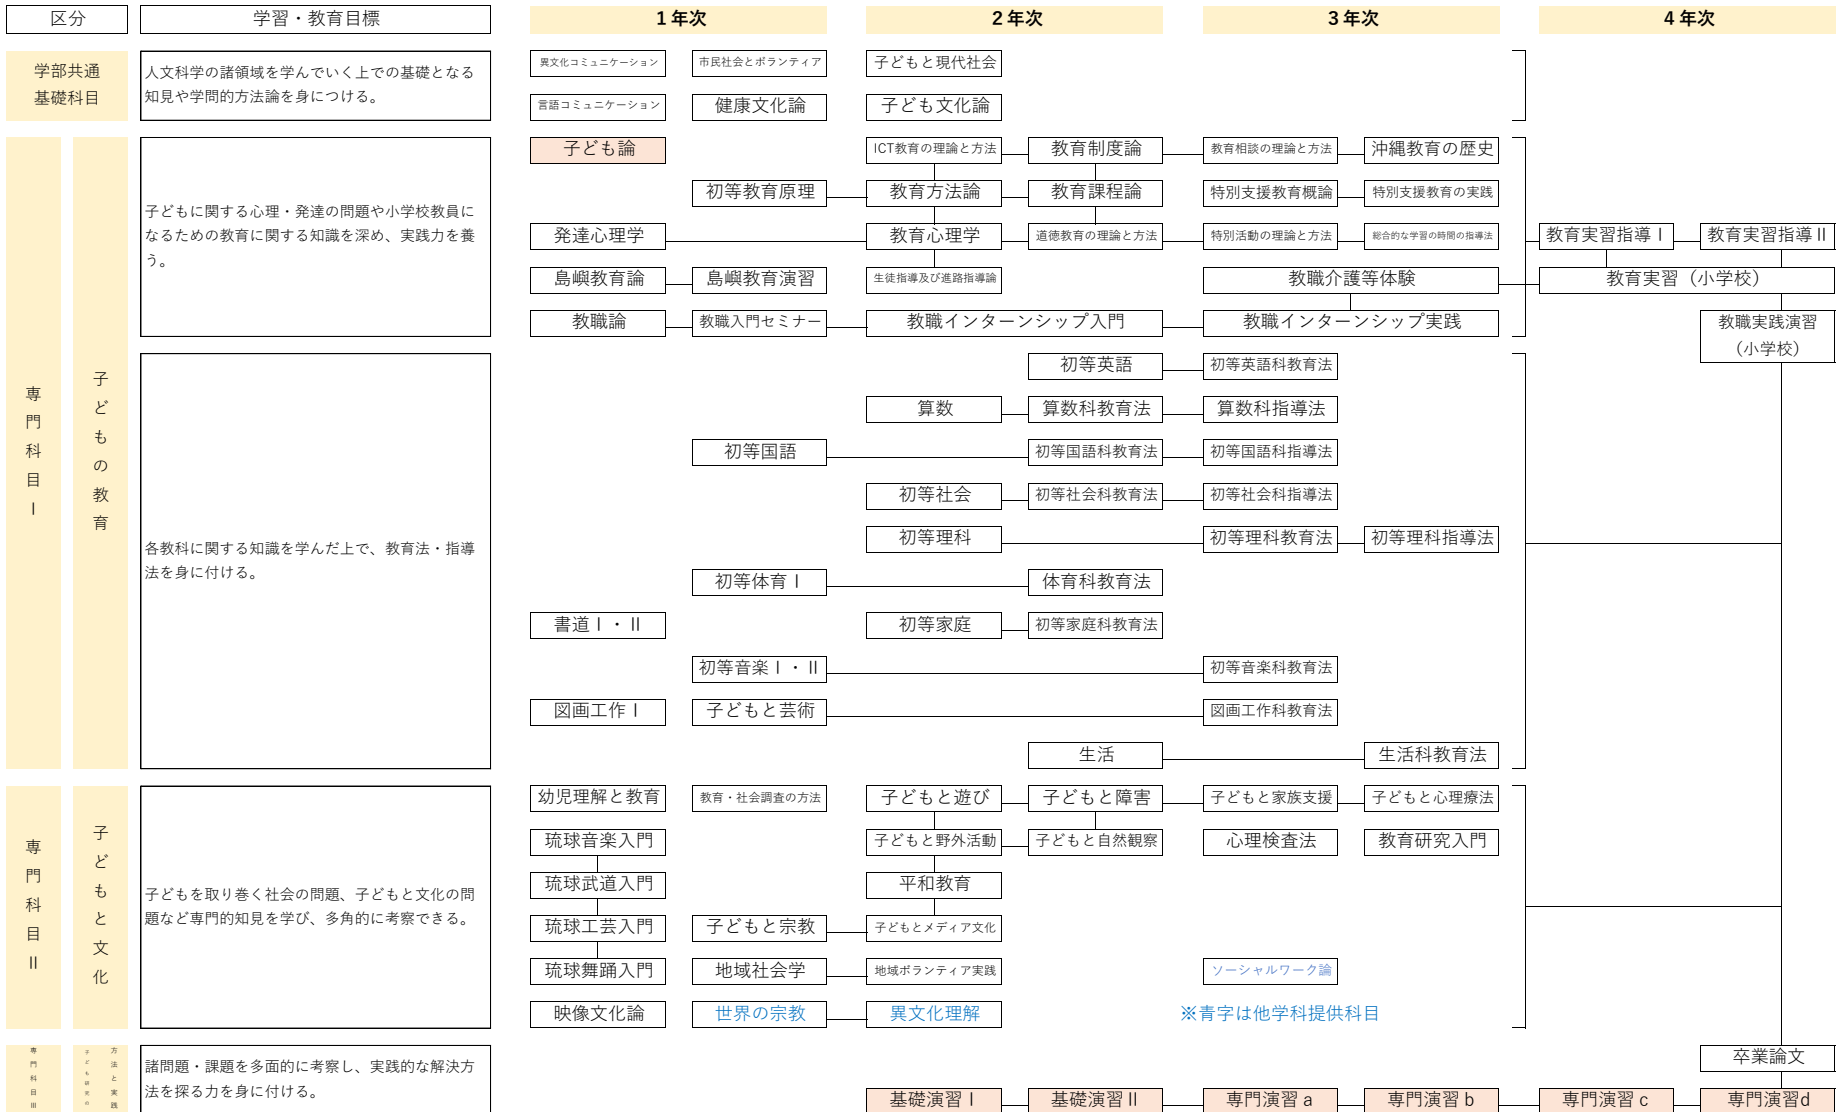 区分 学習・教育目標 1年次 2年次 3年次 4年次
学部共通
基礎科目
人文科学の諸領域を学んでいく上での基礎となる
知見や学問的方法論を身につける。
異文化コミュニケーション 市民社会とボランティア 子どもと現代社会
言語コミュニケーション 健康文化論 子ども文化論
専門科目Ⅰ
子どもの教育
子どもに関する心理・発達の問題や小学校教員に
なるための教育に関する知識を深め、実践力を養
う。
子ども論 ICT教育の理論と方法 教育制度論 教育相談の理論と方法 沖縄教育の歴史
初等教育原理 教育方法論 教育課程論 特別支援教育概論 特別支援教育の実践
発達心理学 教育心理学 道徳教育の理論と方法 特別活動の理論と方法 総合的な学習の時間の指導法 教育実習指導Ⅰ 教育実習指導Ⅱ
島嶼教育論 島嶼教育演習 生徒指導及び進路指導論 教職介護等体験 教育実習（小学校）
教職論 教職入門セミナー 教職インターンシップ入門 教職インターンシップ実践 教職実践演習
（小学校）
各教科に関する知識を学んだ上で、教育法・指導
法を身に付ける。
初等英語 初等英語科教育法
算数 算数科教育法 算数科指導法
初等国語 初等国語科教育法 初等国語科指導法
初等社会 初等社会科教育法 初等社会科指導法
初等理科 初等理科教育法 初等理科指導法
初等体育Ⅰ 体育科教育法
書道Ⅰ・Ⅱ 初等家庭 初等家庭科教育法
初等音楽Ⅰ・Ⅱ 初等音楽科教育法
図画工作Ⅰ 子どもと芸術 図画工作科教育法
生活 生活科教育法
専門科目Ⅱ
子どもと文化
子どもを取り巻く社会の問題、子どもと文化の問
題など専門的知見を学び、多角的に考察できる。
幼児理解と教育 教育・社会調査の方法 子どもと遊び 子どもと障害 子どもと家族支援 子どもと心理療法
琉球音楽入門 子どもと野外活動 子どもと自然観察 心理検査法 教育研究入門
琉球武道入門 平和教育
琉球工芸入門 子どもと宗教 子どもとメディア文化
琉球舞踊入門 地域社会学 地域ボランティア実践 ソーシャルワーク論
映像文化論 世界の宗教 異文化理解 ※青字は他学科提供科目
専門科目Ⅲ
子ども研究の
方法と実践
諸問題・課題を多面的に考察し、実践的な解決方
法を探る力を身に付ける。
卒業論文
基礎演習Ⅰ 基礎演習Ⅱ 専門演習a 専門演習b 専門演習c 専門演習d